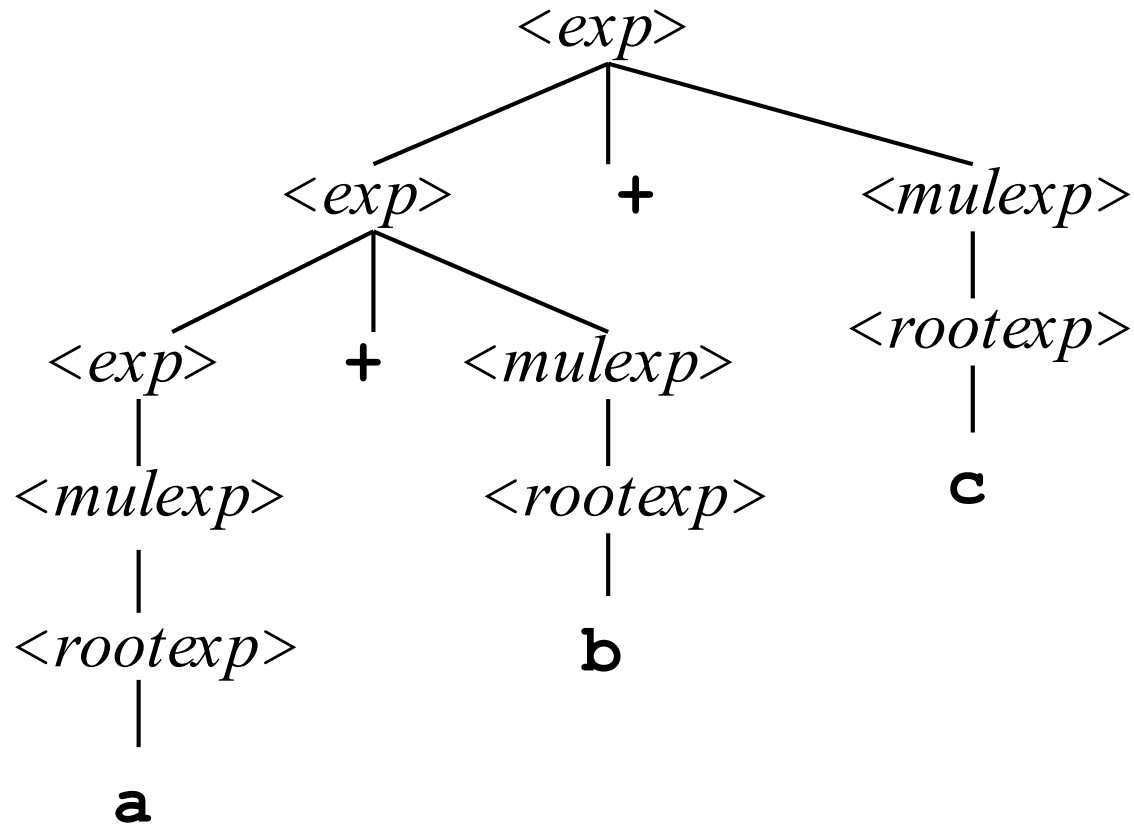 <exp>
<exp> + <mulexp>
<rootexp>
<exp> + <mulexp>
<mulexp> <rootexp> c
<rootexp> b
a